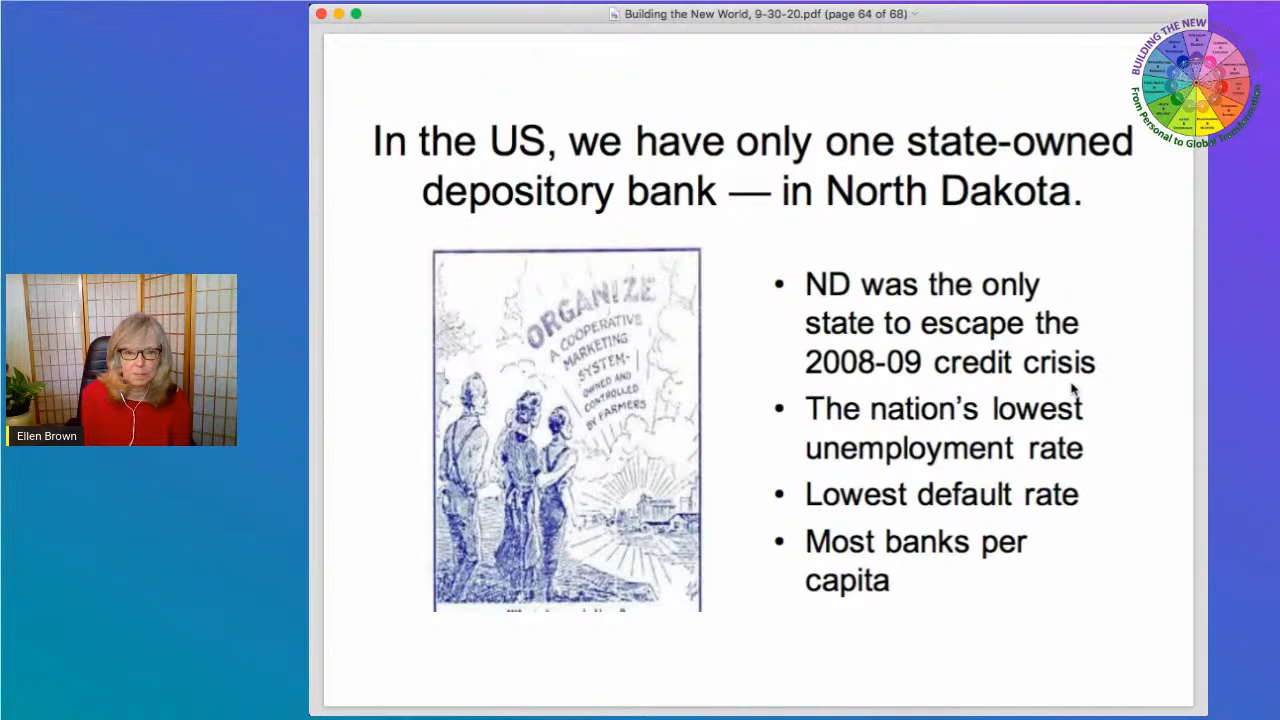 Building the New World, 9-30-20.pdf (page 64 of 68)
BUILDING THE NEW
From Personal to Global Transformation
In the US, we have only one state-owned
depository bank — in North Dakota.
ORGANIZE
A COOPERATIVE
MARKETING
SYSTEM-
OWNED AND
CONTROLLED
BY FARMERS
• ND was the only
state to escape the
2008-09 credit crisis
• The nation's lowest
unemployment rate
• Lowest default rate
• Most banks per
capita
Ellen Brown